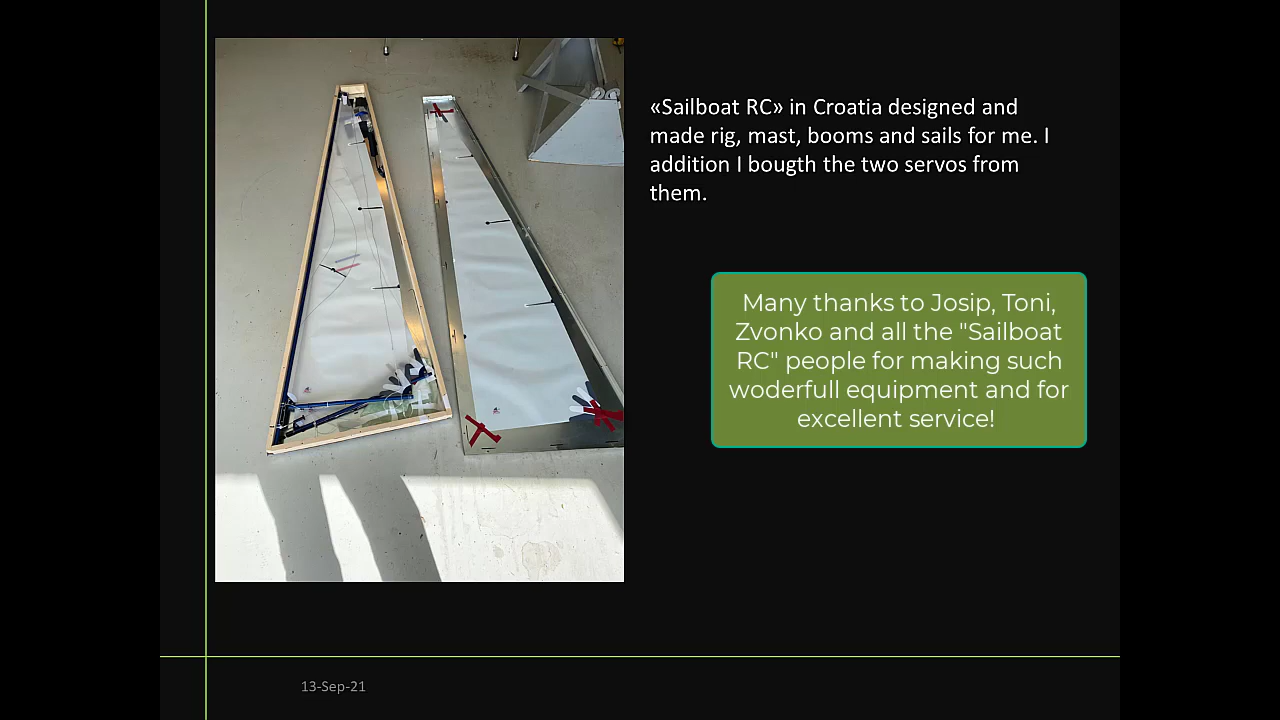 «Sailboat RC» in Croatia designed and
made rig, mast, booms and sails for me. I
addition I bougth the two servos from
them.
Many thanks to Josip, Toni,
Zvonko and all the "Sailboat
RC" people for making such
woderfull equipment and for
excellent service!
13-Sep-21